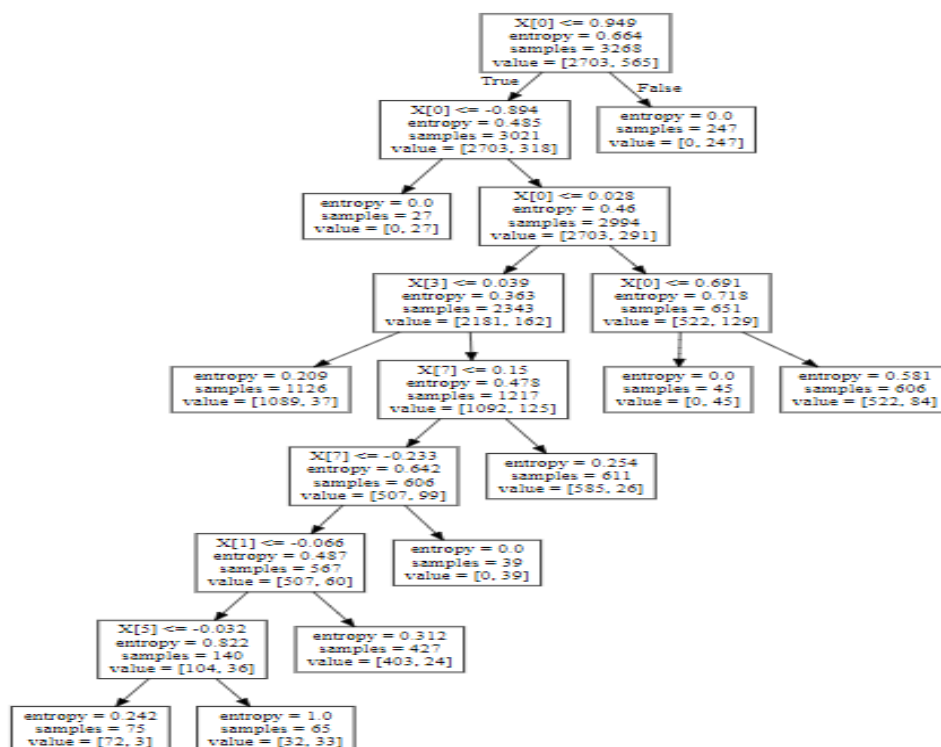 X[0] <= 0.949
entropy = 0.664
samples = 3268
value = [2703, 565]
True
False
X[0] <= -0.894
entropy = 0.485
samples = 3021
value = [2703, 318]
entropy = 0.0
samples = 247
value = [0, 247]
entropy = 0.0
samples = 27
value = [0, 27]
X[0] <= 0.028
entropy = 0.46
samples = 2994
value = [2703, 291]
X[3] <= 0.039
entropy = 0.363
samples = 2343
value = [2181, 162]
X[0] <= 0.691
entropy = 0.718
samples = 651
value = [522, 129]
entropy = 0.209
samples = 1126
value = [1089, 37]
X[7] <= 0.15
entropy = 0.478
samples = 1217
value = [1092, 125]
entropy = 0.0
samples = 45
value = [0, 45]
entropy = 0.581
samples = 606
value = [522, 84]
X[7] <= -0.233
entropy = 0.642
samples = 606
value = [507, 99]
entropy = 0.254
samples = 611
value = [585, 26]
X[1] <= -0.066
entropy = 0.487
samples = 567
value = [507, 60]
entropy = 0.0
samples = 39
value = [0, 39]
X[5] <= -0.032
entropy = 0.822
samples = 140
value = [104, 36]
entropy = 0.312
samples = 427
value = [403, 24]
entropy = 0.242
samples = 75
value = [72, 3]
entropy = 1.0
samples = 65
value = [32, 33]